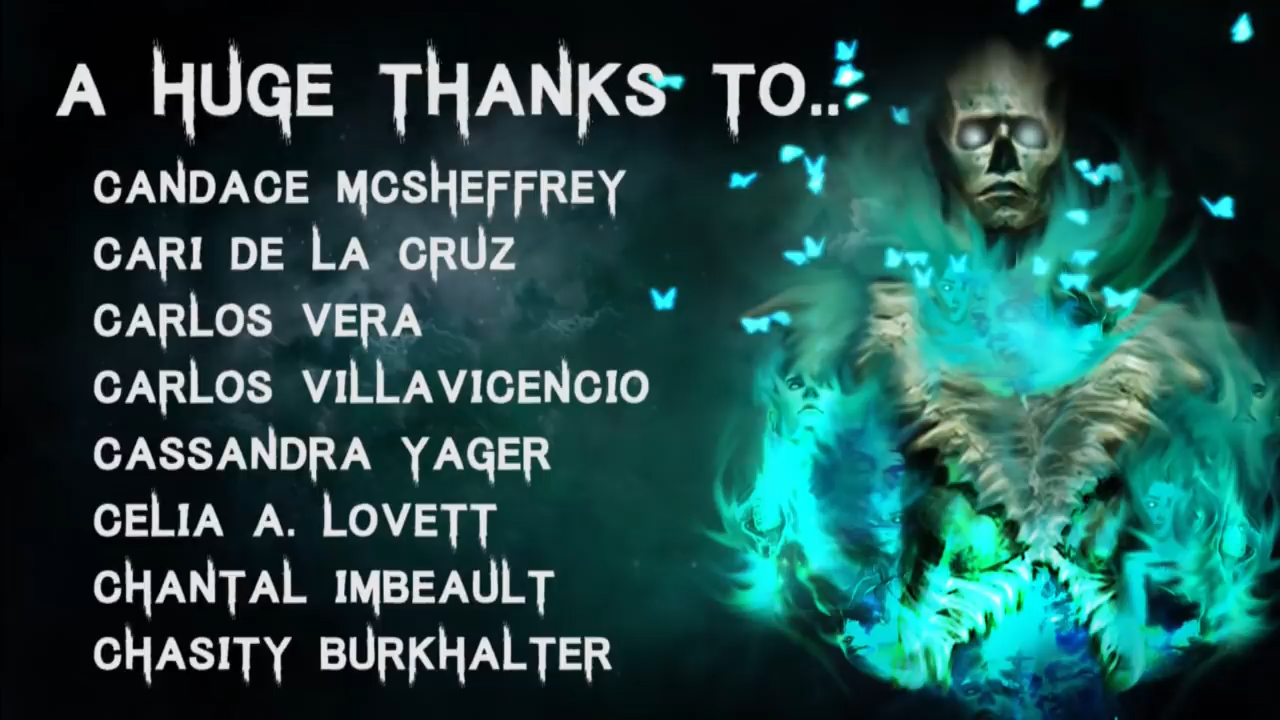 A HUGE THANKS TO..
CANDACE MCSHEFFREY
CARI DE LA CRUZ
CARLOS VERA
CARLOS VILLAVICENCIO
CASSANDRA YAGER
CELIA A. LOVETT
CHANTAL IMBEAULT
CHASITY BURKHALTER